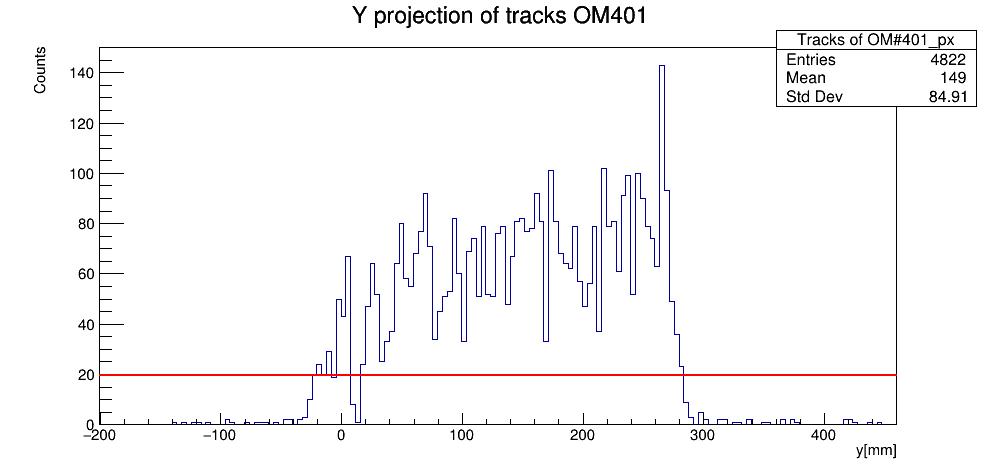 Y projection of tracks OM401
Tracks of OM#401_px
Entries 4822
Mean 149
Std Dev 84.91
Counts
140
120
100
80
60
40
20
0
−200 −100 0 100 200 300 400
y[mm]